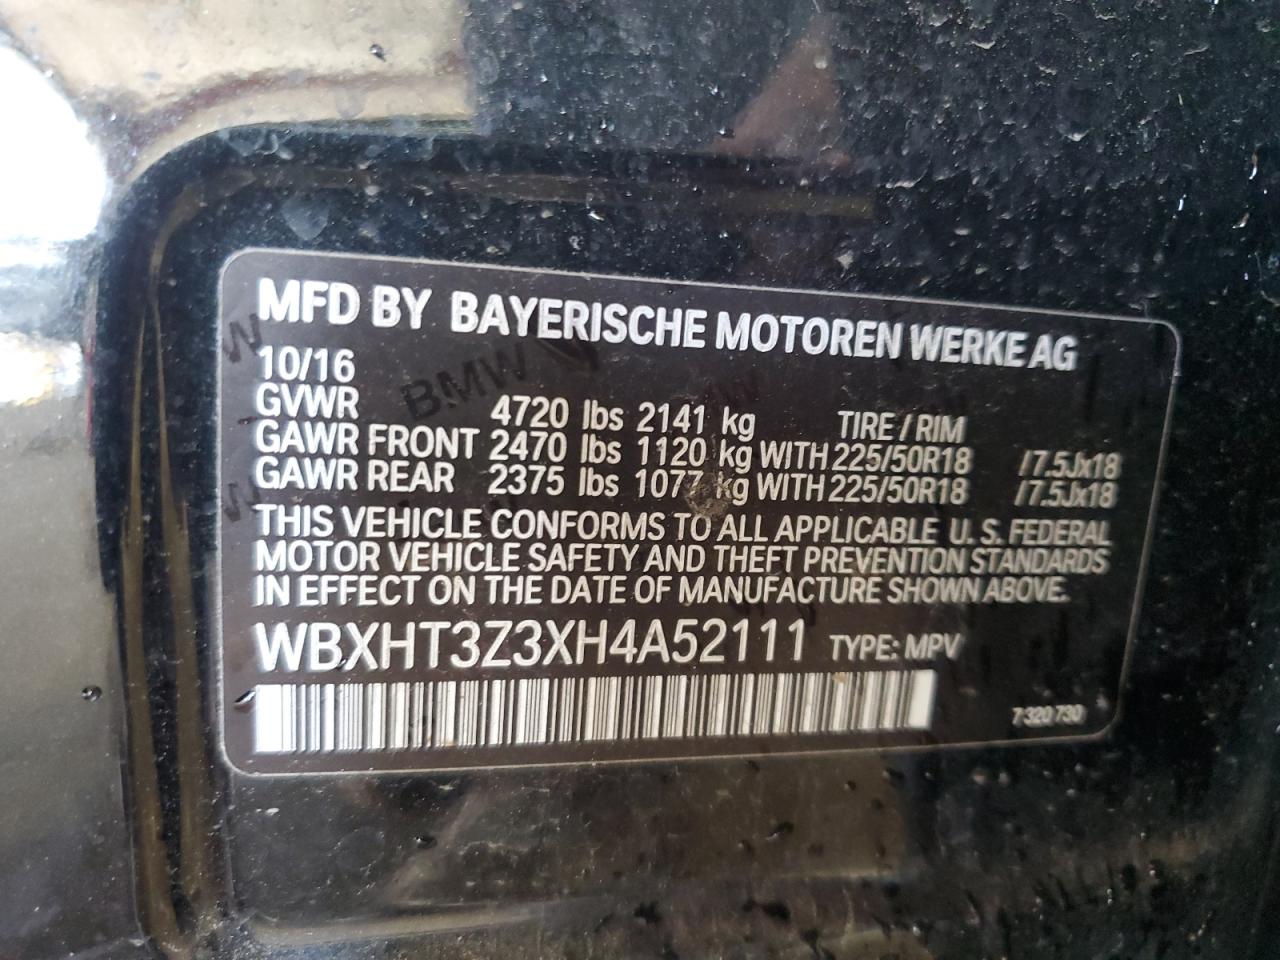 MFD BY BAYERISCHE MOTOREN WERKE AG
10/16
GVWR 4720 lbs 2141 kg TIRE / RIM
GAWR FRONT 2470 lbs 1120 kg WITH 225/50R18 /7.5Jx18
GAWR REAR 2375 lbs 1077 kg WITH 225/50R18 /7.5Jx18
THIS VEHICLE CONFORMS TO ALL APPLICABLE U. S. FEDERAL
MOTOR VEHICLE SAFETY AND THEFT PREVENTION STANDARDS
IN EFFECT ON THE DATE OF MANUFACTURE SHOWN ABOVE.
WBXHT3Z3XH4A52111 TYPE: MPV
7 320 730
BMW